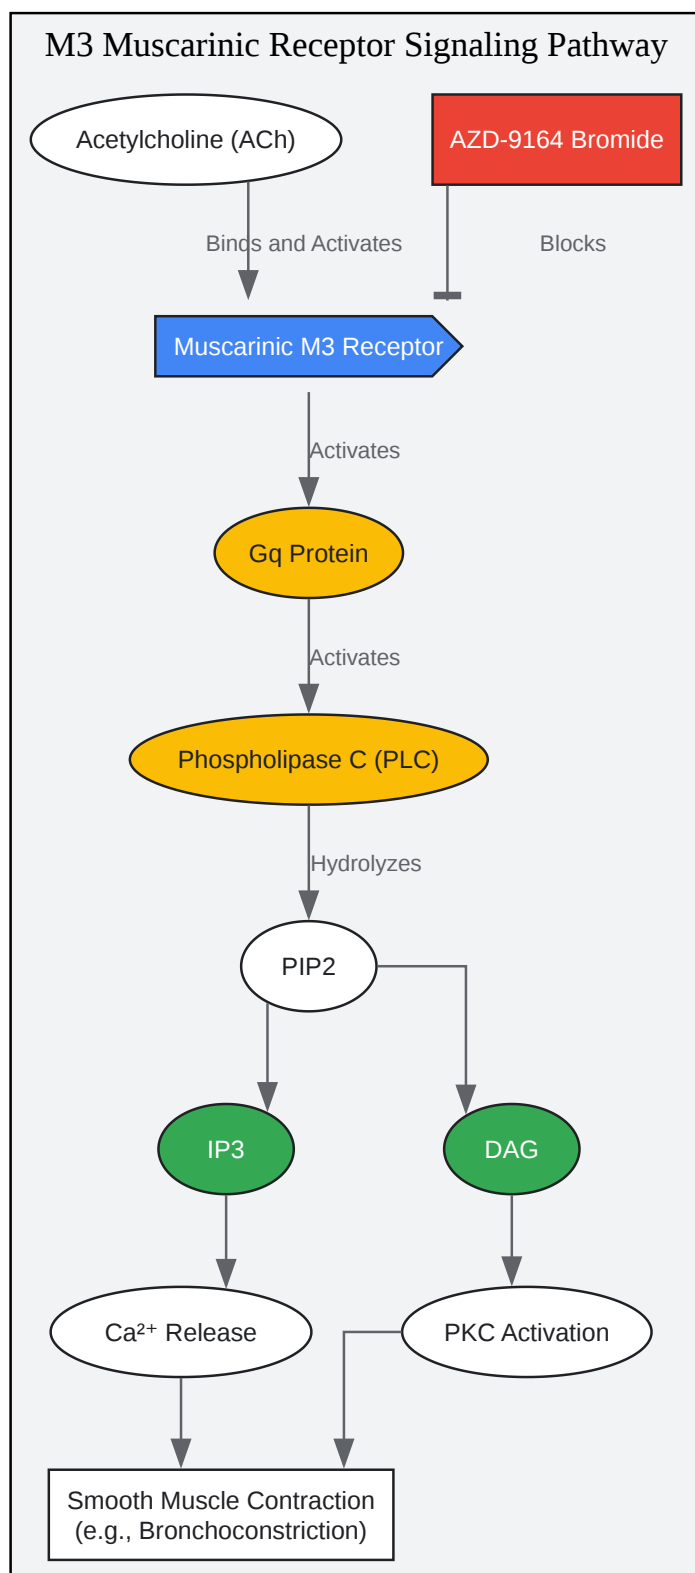 M3 Muscarinic Receptor Signaling Pathway
Acetylcholine (ACh)
AZD-9164 Bromide
Binds and Activates
Blocks
Muscarinic M3 Receptor
Activates
Gq Protein
Activates
Phospholipase C (PLC)
Hydrolyzes
PIP2
IP3
DAG
Ca²⁺ Release
PKC Activation
Smooth Muscle Contraction
(e.g., Bronchoconstriction)